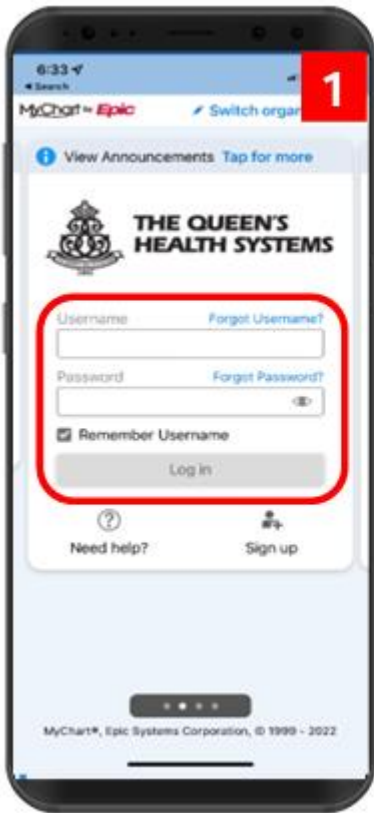 1
6:33
Search
MyChart by Epic Switch orga
View Announcements Tap for more
THE QUEEN'S
HEALTH SYSTEMS
Username Forgot Username?
Password Forgot Password?
Remember Username
Log in
Need help? Sign up
MyChart®, Epic Systems Corporation, © 1999 - 2022